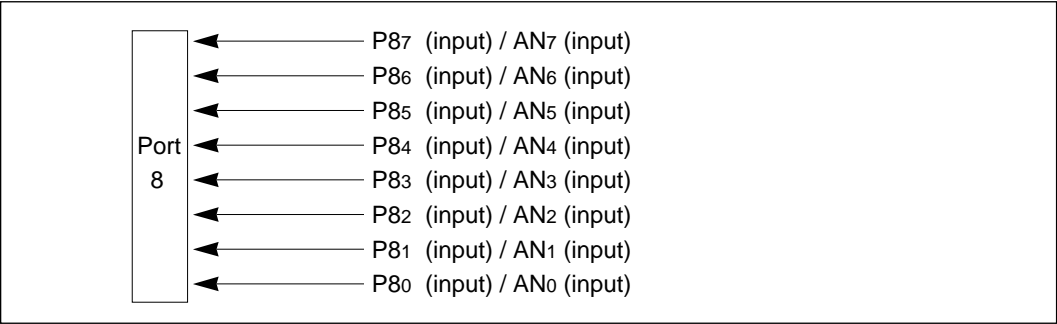 P87 (input) / AN7 (input)
P86 (input) / AN6 (input)
P85 (input) / AN5 (input)
Port 8
P84 (input) / AN4 (input)
P83 (input) / AN3 (input)
P82 (input) / AN2 (input)
P81 (input) / AN1 (input)
P80 (input) / AN0 (input)